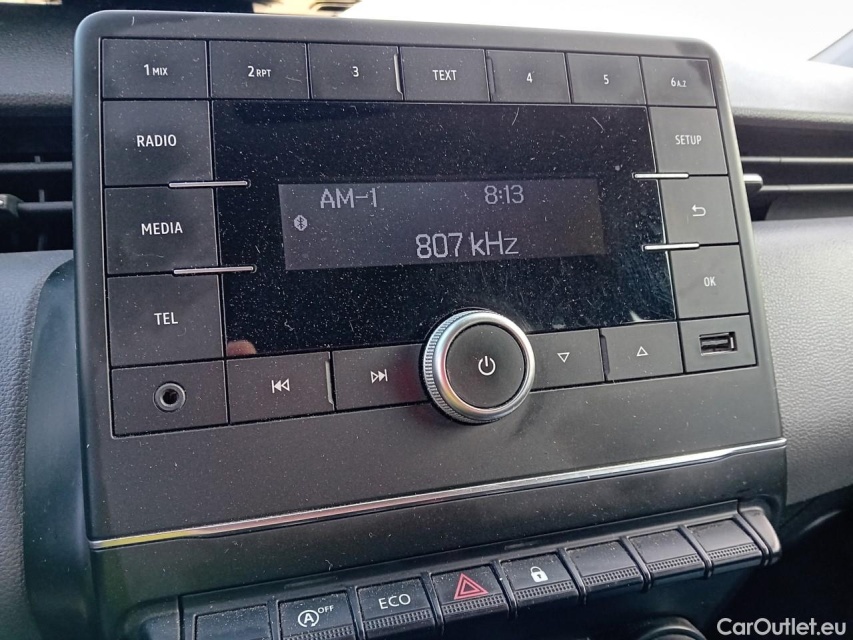 1 MIX 2 RPT 3 TEXT 4 5 6 A..Z
RADIO SETUP
AM-1 8:13
MEDIA
807 kHz
OK
TEL
A OFF ECO
CarOutlet.eu